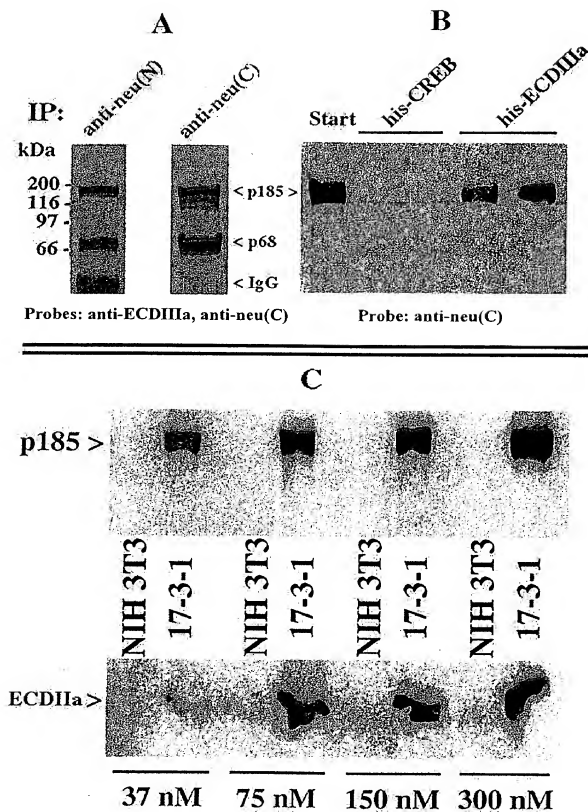 A
B
IP:
anti-neu(N)
anti-neu(C)
Start
his-CREB
his-ECDIIIa
kDa
200
116
97
66
< p185 >
< p68
< IgG
Probes: anti-ECDIIIa, anti-neu(C)
Probe: anti-neu(C)
C
p185 >
NIH 3T3
17-3-1
NIH 3T3
17-3-1
NIH 3T3
17-3-1
NIH 3T3
17-3-1
ECDIIa >
37 nM
75 nM
150 nM
300 nM